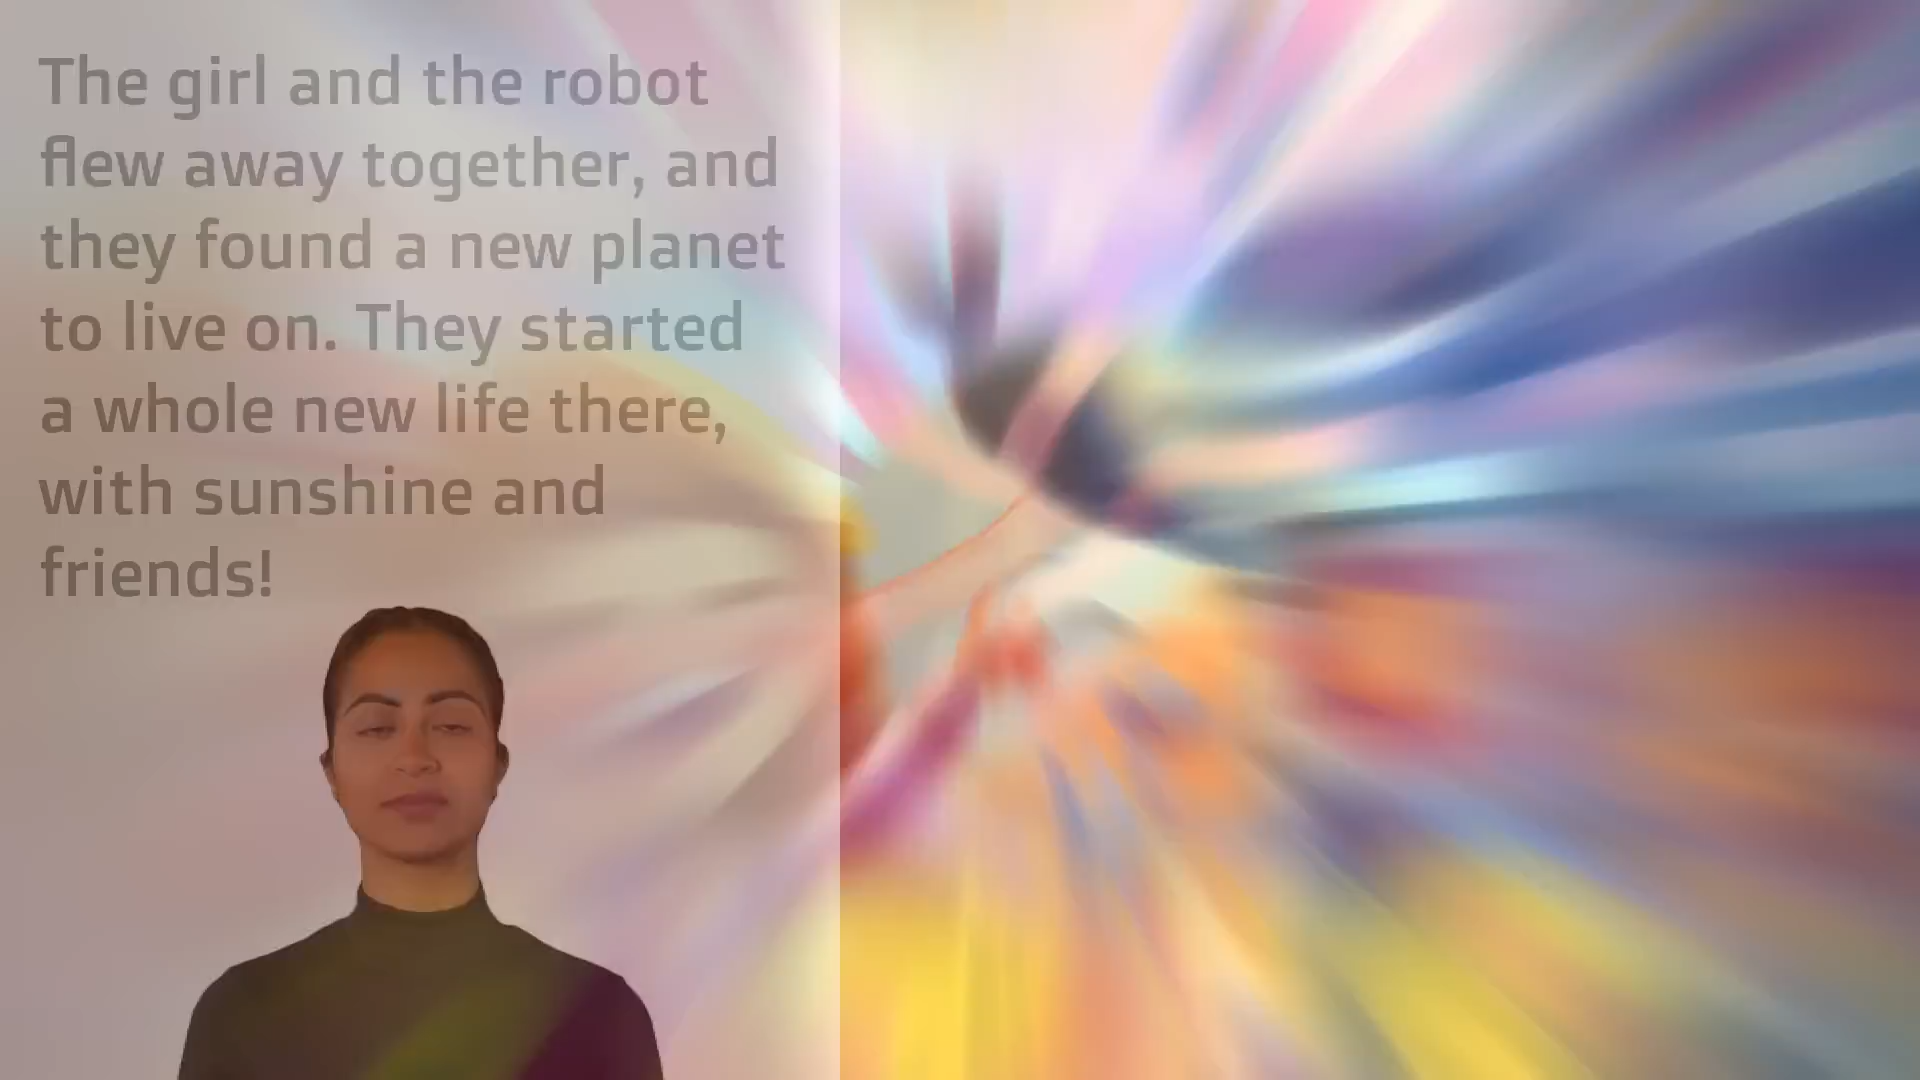 The girl and the robot
flew away together, and
they found a new planet
to live on. They started
a whole new life there,
with sunshine and
friends!